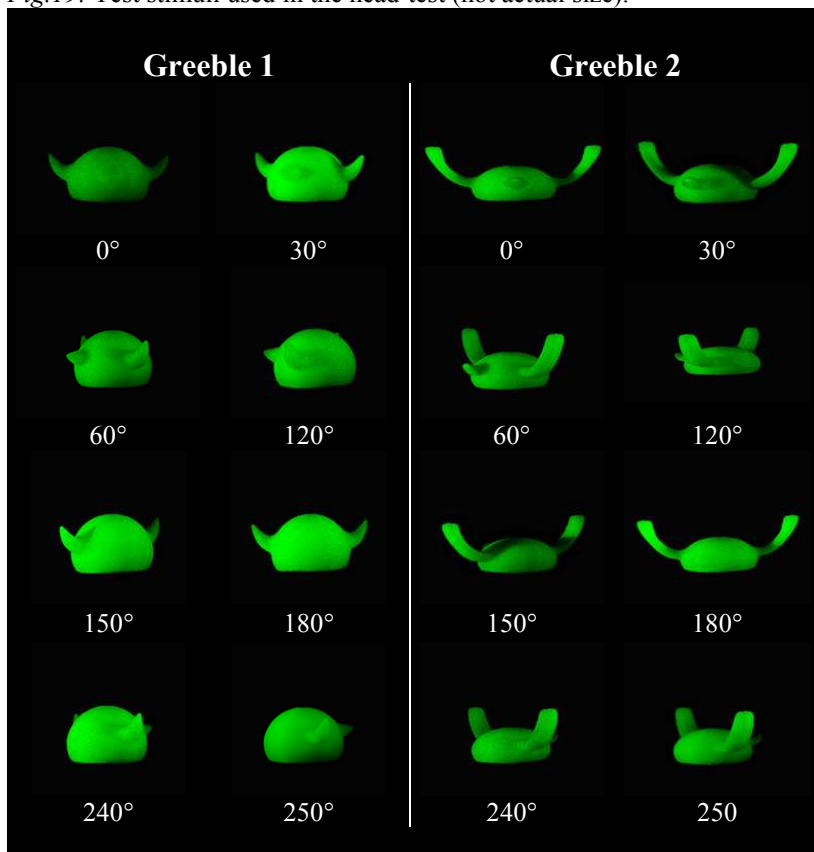 Fig.19: Test stimuli used in the head test (not actual size).
Greeble 1 Greeble 2
0° 30° 0° 30°
60° 120° 60° 120°
150° 180° 150° 180°
240° 250° 240° 250